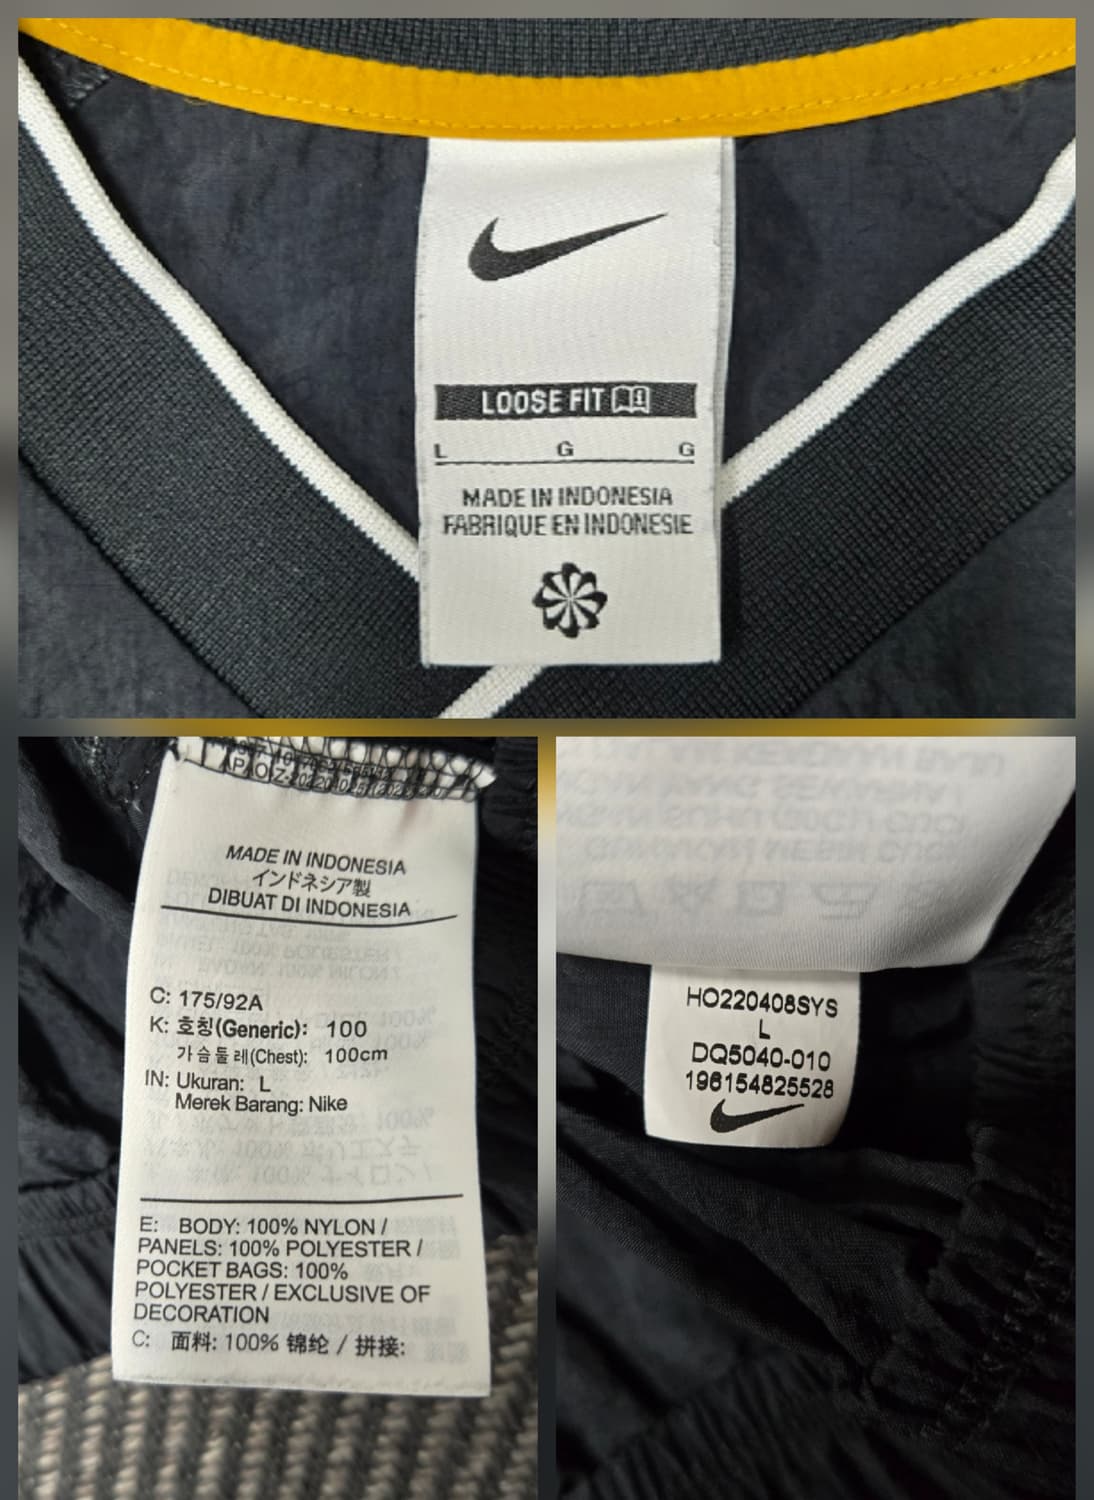 LOOSE FIT
L G G
MADE IN INDONESIA
FABRIQUE EN INDONESIE
MADE IN INDONESIA
インドネシア製
DIBUAT DI INDONESIA
C: 175/92A
K: 호칭(Generic): 100
가슴둘레(Chest): 100cm
IN: Ukuran: L
Merek Barang: Nike
E: BODY: 100% NYLON /
PANELS: 100% POLYESTER /
POCKET BAGS: 100%
POLYESTER / EXCLUSIVE OF
DECORATION
C: 面料: 100% 锦纶 / 拼接:
HO220408SYS
L
DQ5040-010
196154825528